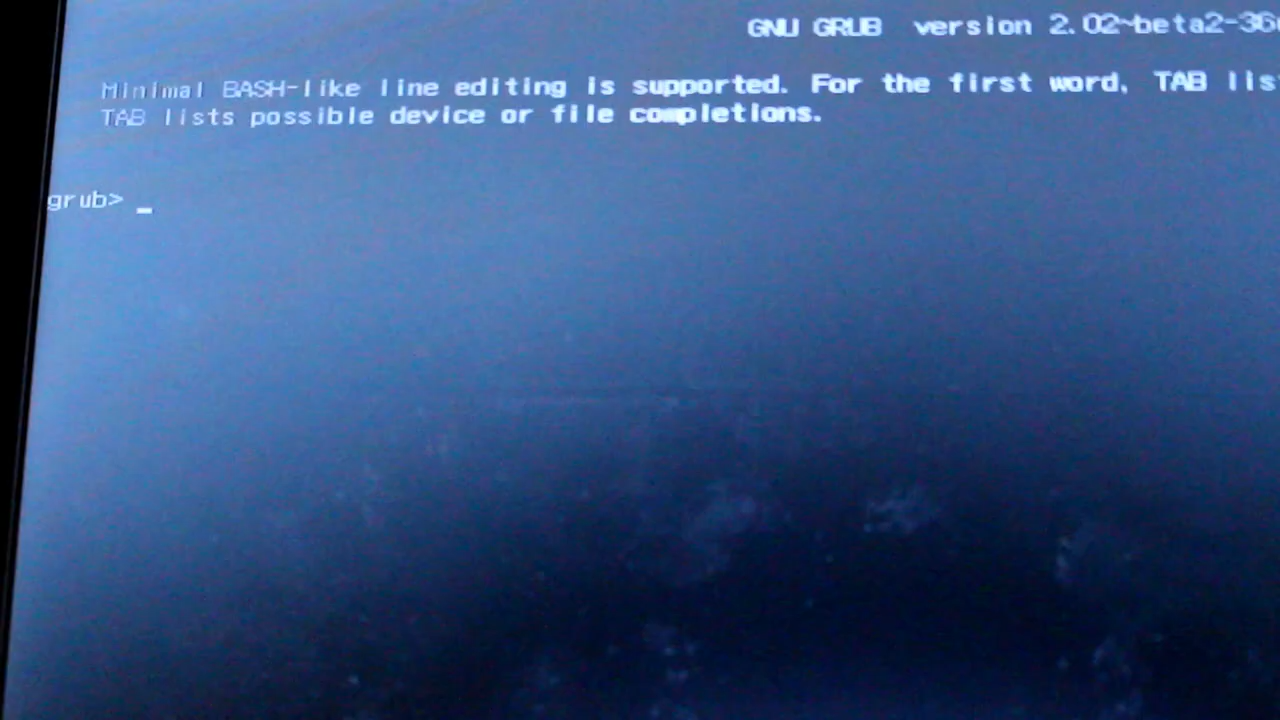 GNU GRUB version 2.02~beta2-36
Minimal BASH-like line editing is supported. For the first word, TAB lis
TAB lists possible device or file completions.
grub> _